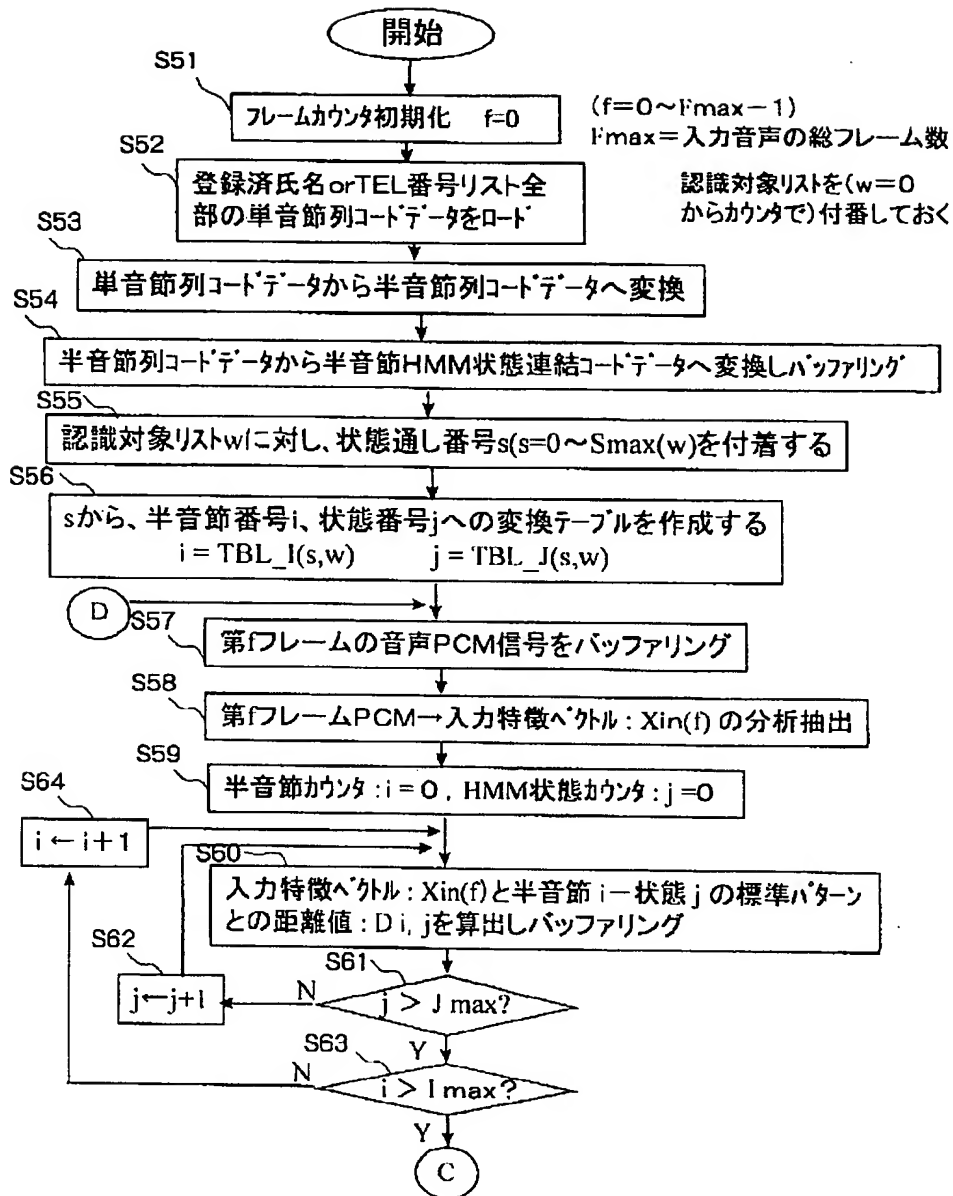 開始
S51
フレームカウンタ初期化 f=0
(f=0～Fmax－1)
Fmax＝入力音声の総フレーム数
S52
登録済氏名orTEL番号リスト全
部の単音節列コードデータをロード
認識対象リストを(w=0
からカウンタで)付番しておく
S53
単音節列コードデータから半音節列コードデータへ変換
S54
半音節列コードデータから半音節HMM状態連結コードデータへ変換しバッファリング
S55
認識対象リストwに対し、状態通し番号s(s=0～Smax(w)を付着する
S56
sから、半音節番号i、状態番号jへの変換テーブルを作成する
i = TBL_I(s,w) j = TBL_J(s,w)
D
S57
第fフレームの音声PCM信号をバッファリング
S58
第fフレームPCM→入力特徴ベクトル：Xin(f) の分析抽出
S59
半音節カウンタ：i = 0 , HMM状態カウンタ：j =0
S64
i ← i + 1
S60
入力特徴ベクトル：Xin(f)と半音節 i－状態 j の標準パターン
との距離値：D i, jを算出しバッファリング
S62
j←j+1
S61
N
j ＞ J max?
Y
S63
N
i ＞ I max?
Y
C